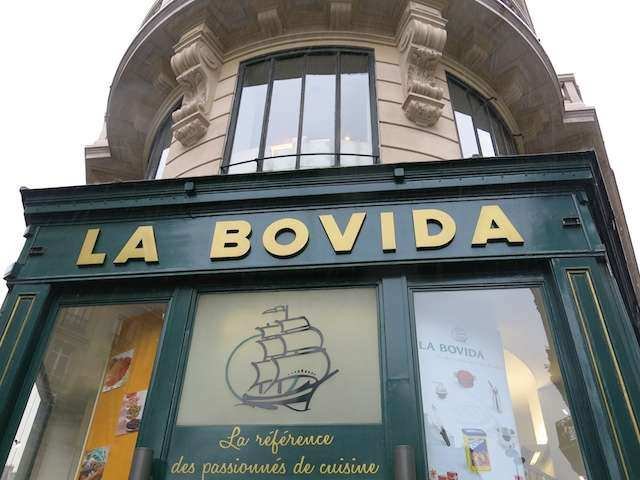 LA BOVIDA
LA BOVIDA
La référence
des passionnés de cuisine